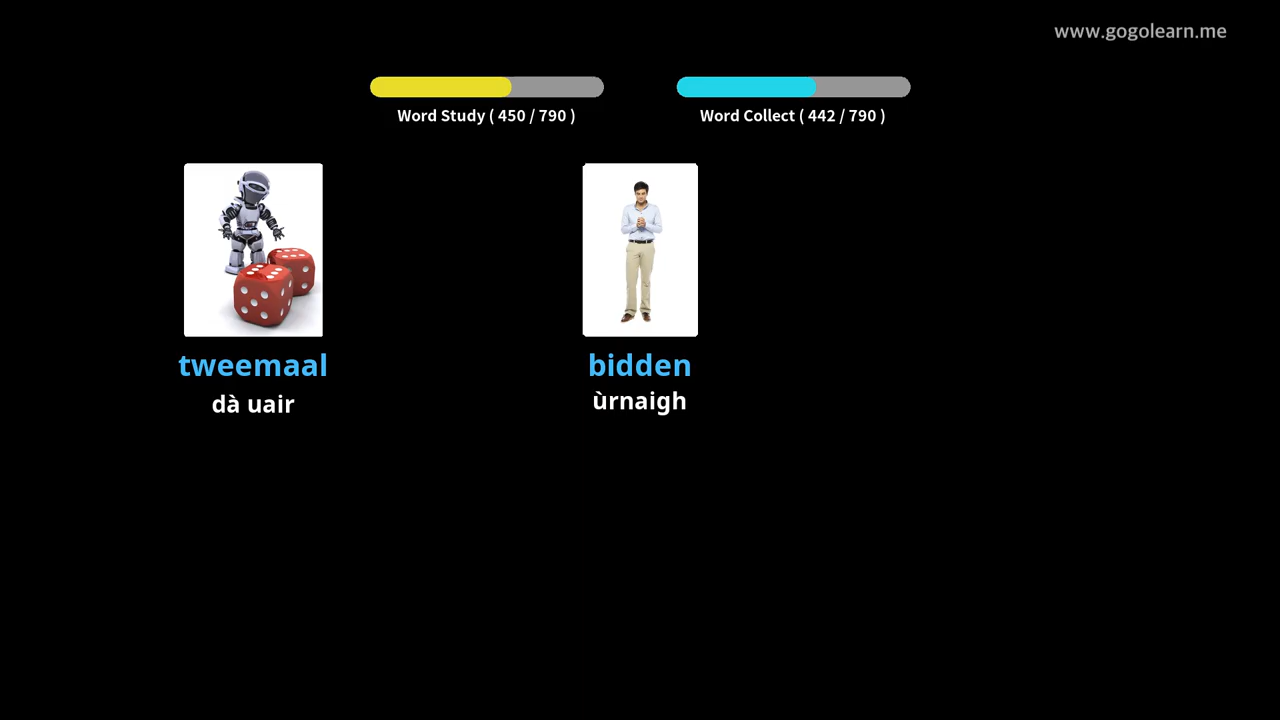 www.gogolearn.me
Word Study ( 450 / 790 )
Word Collect ( 442 / 790 )
tweemaal
dà uair
bidden
ùrnaigh